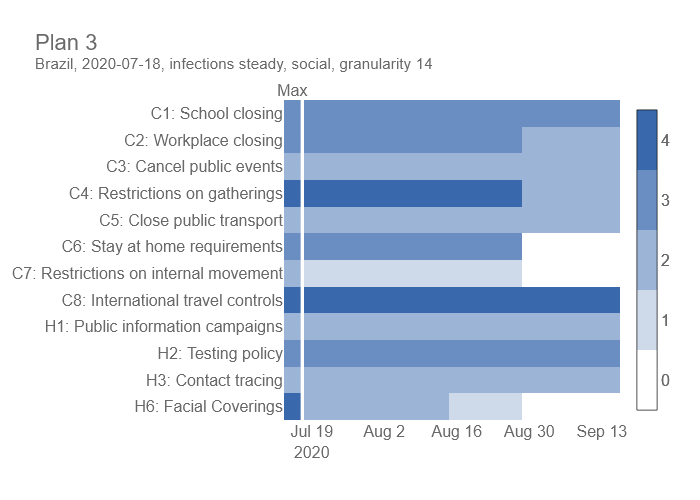 Plan 3
Brazil, 2020-07-18, infections steady, social, granularity 14
Max
C1: School closing
C2: Workplace closing
C3: Cancel public events
C4: Restrictions on gatherings
C5: Close public transport
C6: Stay at home requirements
C7: Restrictions on internal movement
C8: International travel controls
H1: Public information campaigns
H2: Testing policy
H3: Contact tracing
H6: Facial Coverings
Jul 19 Aug 2 Aug 16 Aug 30 Sep 13
2020
4
3
2
1
0